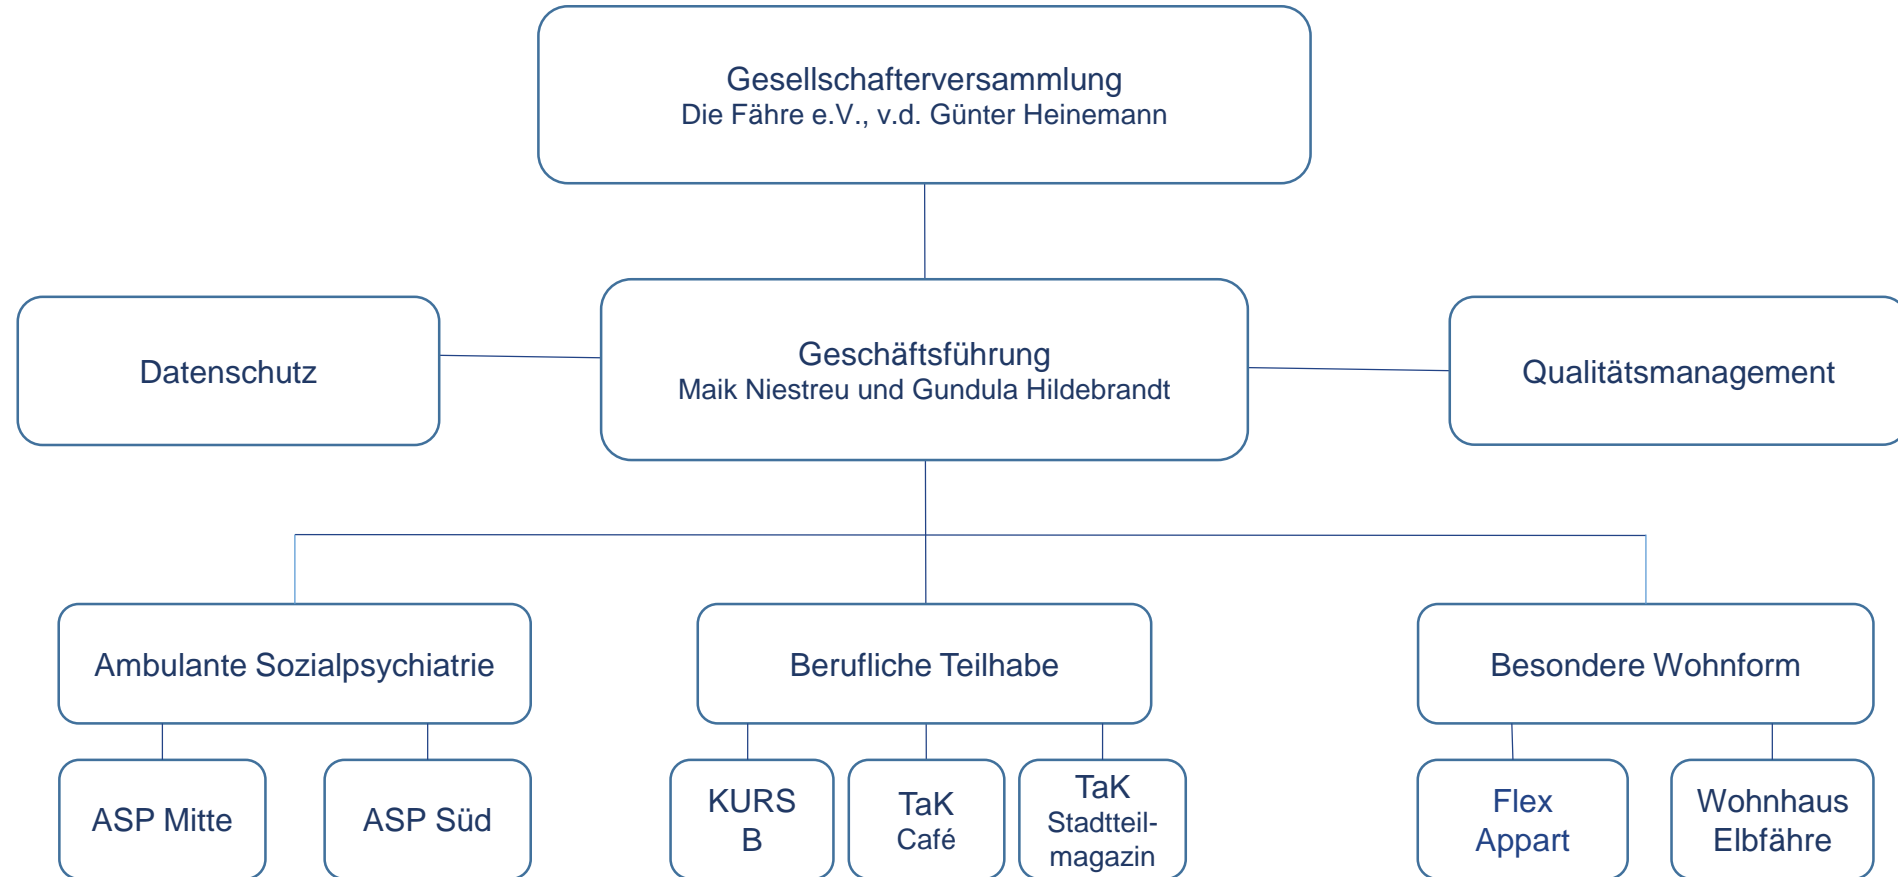 Gesellschafterversammlung
Die Fähre e.V., v.d. Günter Heinemann
Datenschutz
Geschäftsführung
Maik Niestreu und Gundula Hildebrandt
Qualitätsmanagement
Ambulante Sozialpsychiatrie
Berufliche Teilhabe
Besondere Wohnform
ASP Mitte
ASP Süd
KURS
B
TaK
Café
TaK
Stadtteil-
magazin
Flex
Appart
Wohnhaus
Elbfähre